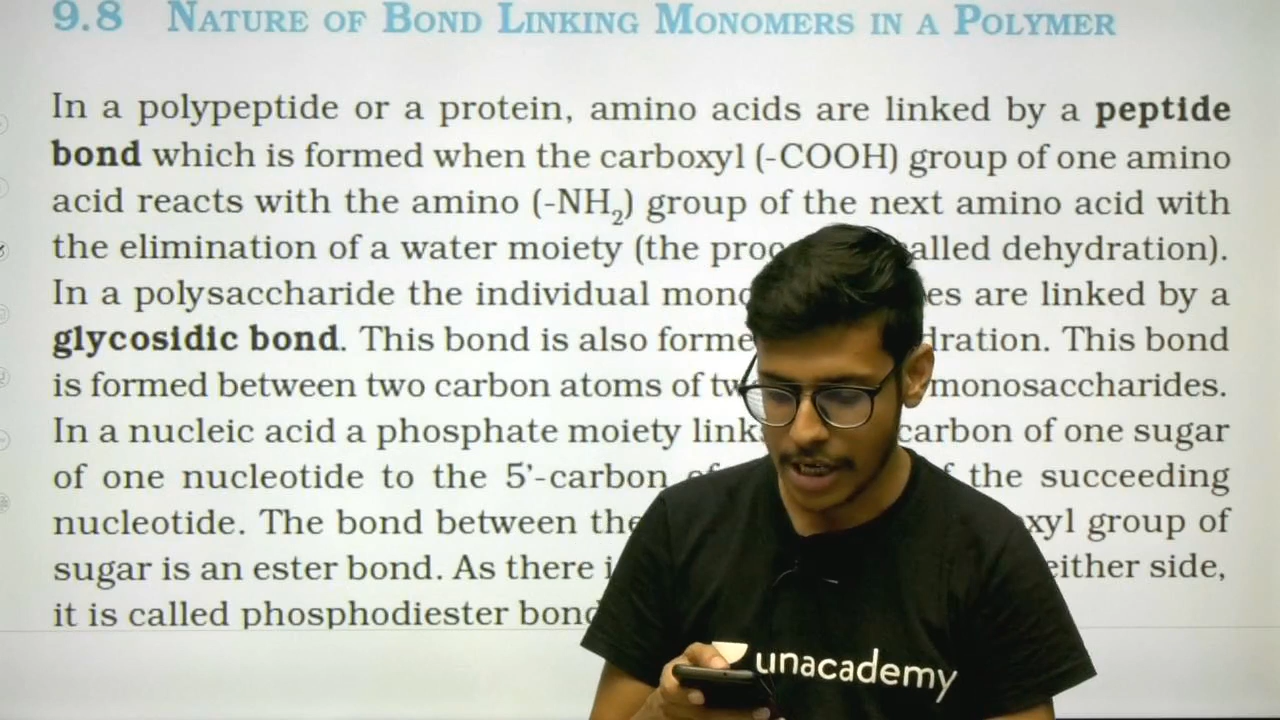 9.8 NATURE OF BOND LINKING MONOMERS IN A POLYMER
In a polypeptide or a protein, amino acids are linked by a peptide
bond which is formed when the carboxyl (-COOH) group of one amino
acid reacts with the amino (-NH2) group of the next amino acid with
the elimination of a water moiety (the alled dehydration).
In a polysaccharide the individual es are linked by a
glycosidic bond. This bond is also forme dration. This bond
is formed between two carbon atoms of monosaccharides.
In a nucleic acid a phosphate moiety link carbon of one sugar
of one nucleotide to the 5'-carbon the succeeding
nucleotide. The bond between the xyl group of
sugar is an ester bond. As there either side,
it is called phosphodiester bond
unacademy